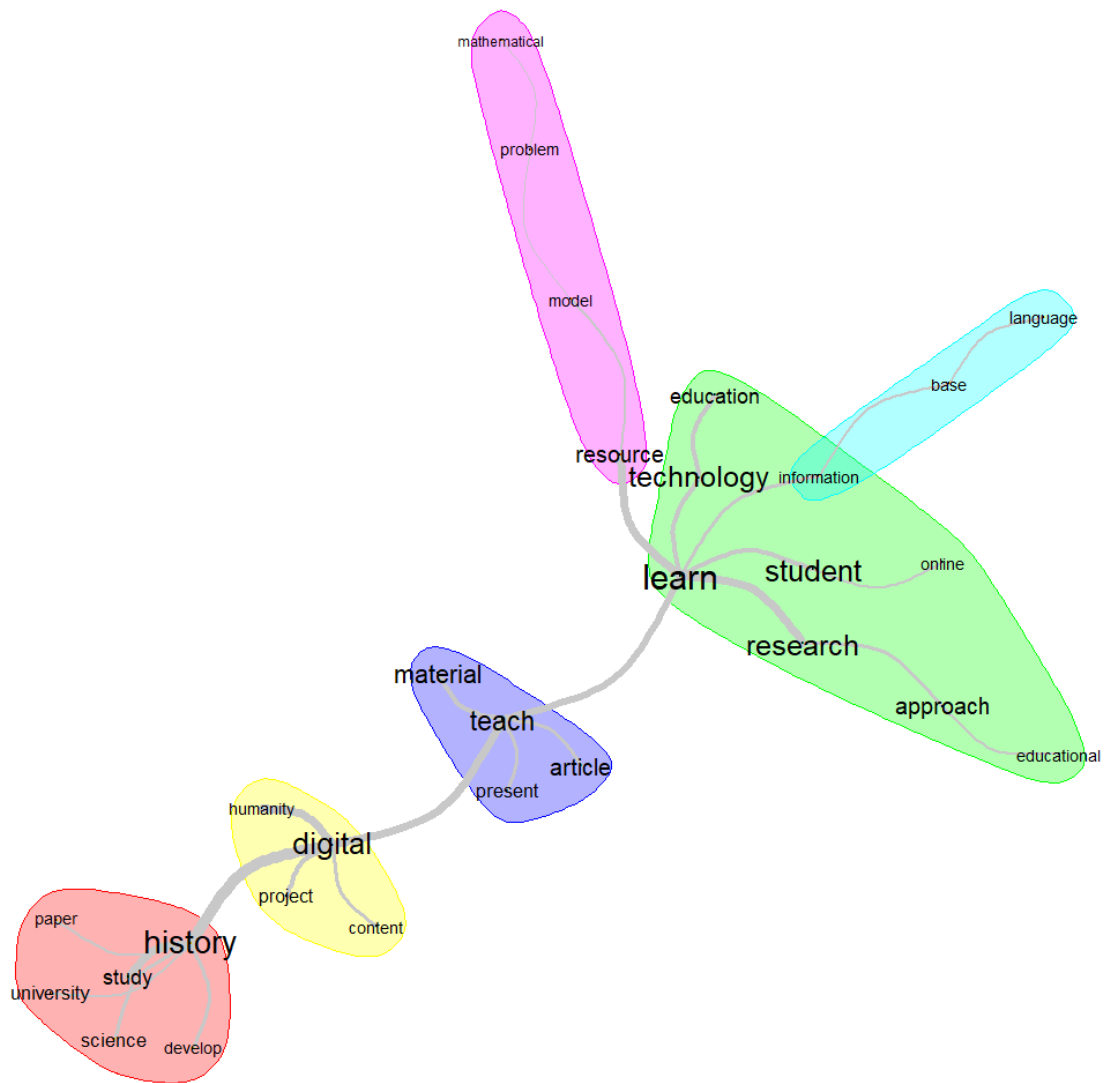 mathematical
problem
model
language
base
education
resource
technology
information
online
student
learn
research
material
approach
teach
educational
article
present
humanity
digital
project
paper
content
history
study
university
science
develop